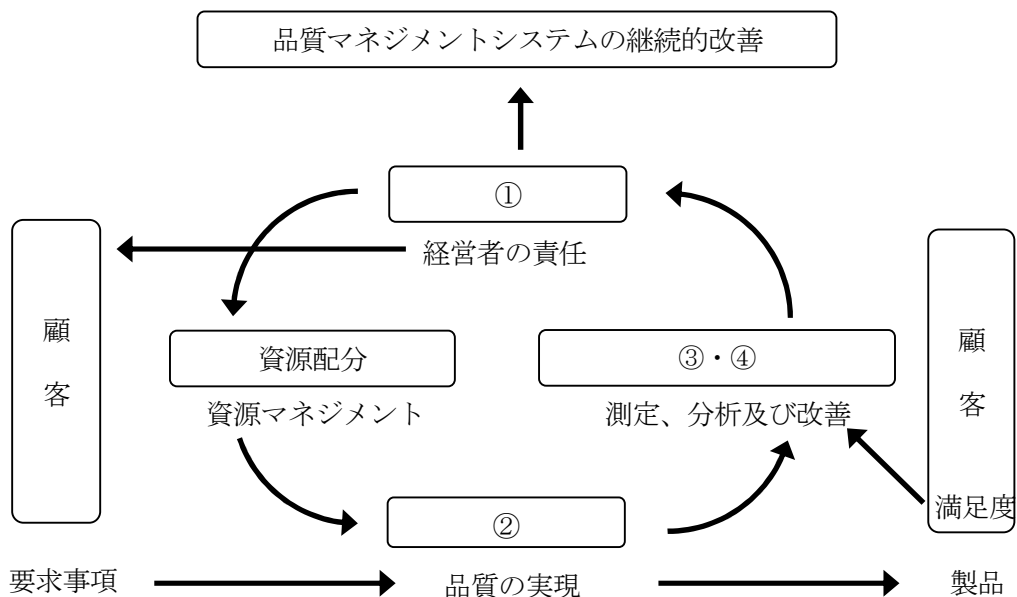 品質マネジメントシステムの継続的改善
①
経営者の責任
顧
客
資源配分
資源マネジメント
③・④
測定、分析及び改善
顧
客
満足度
②
要求事項
品質の実現
製品